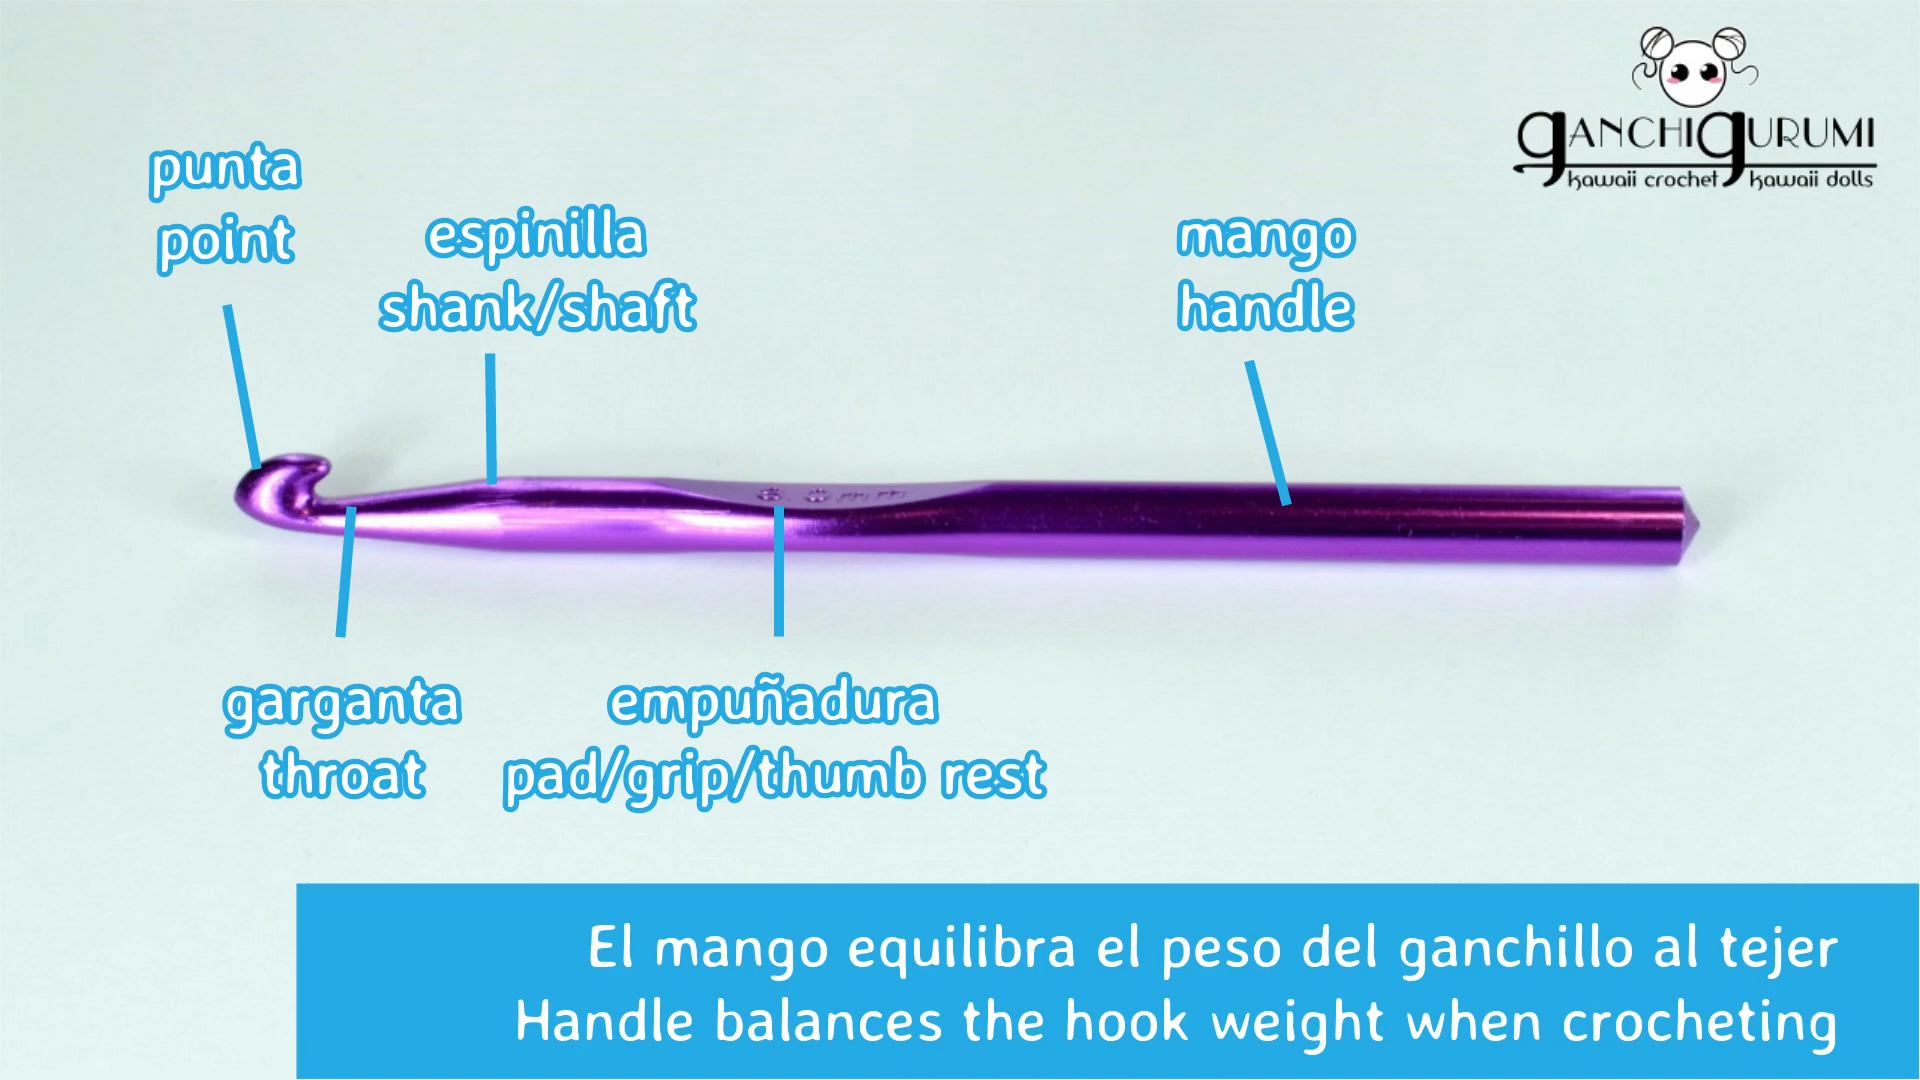 GANCHIGURUMI
kawaii crochet kawaii dolls
punta
point
espinilla
shank/shaft
mango
handle
garganta
throat
empuñadura
pad/grip/thumb rest
El mango equilibra el peso del ganchillo al tejer
Handle balances the hook weight when crocheting